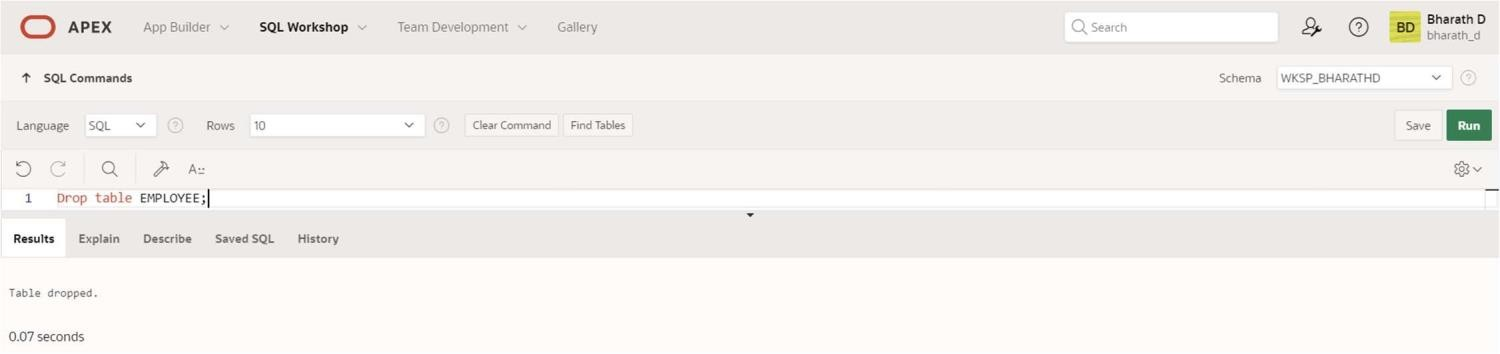 APEX App Builder SQL Workshop Team Development Gallery Search ? BD Bharath D
bharath_d
SQL Commands Schema WKSP_BHARATHD ?
Language SQL ? Rows 10 ? Clear Command Find Tables Save Run
A
1 Drop table EMPLOYEE;
Results Explain Describe Saved SQL History
Table dropped.
0.07 seconds